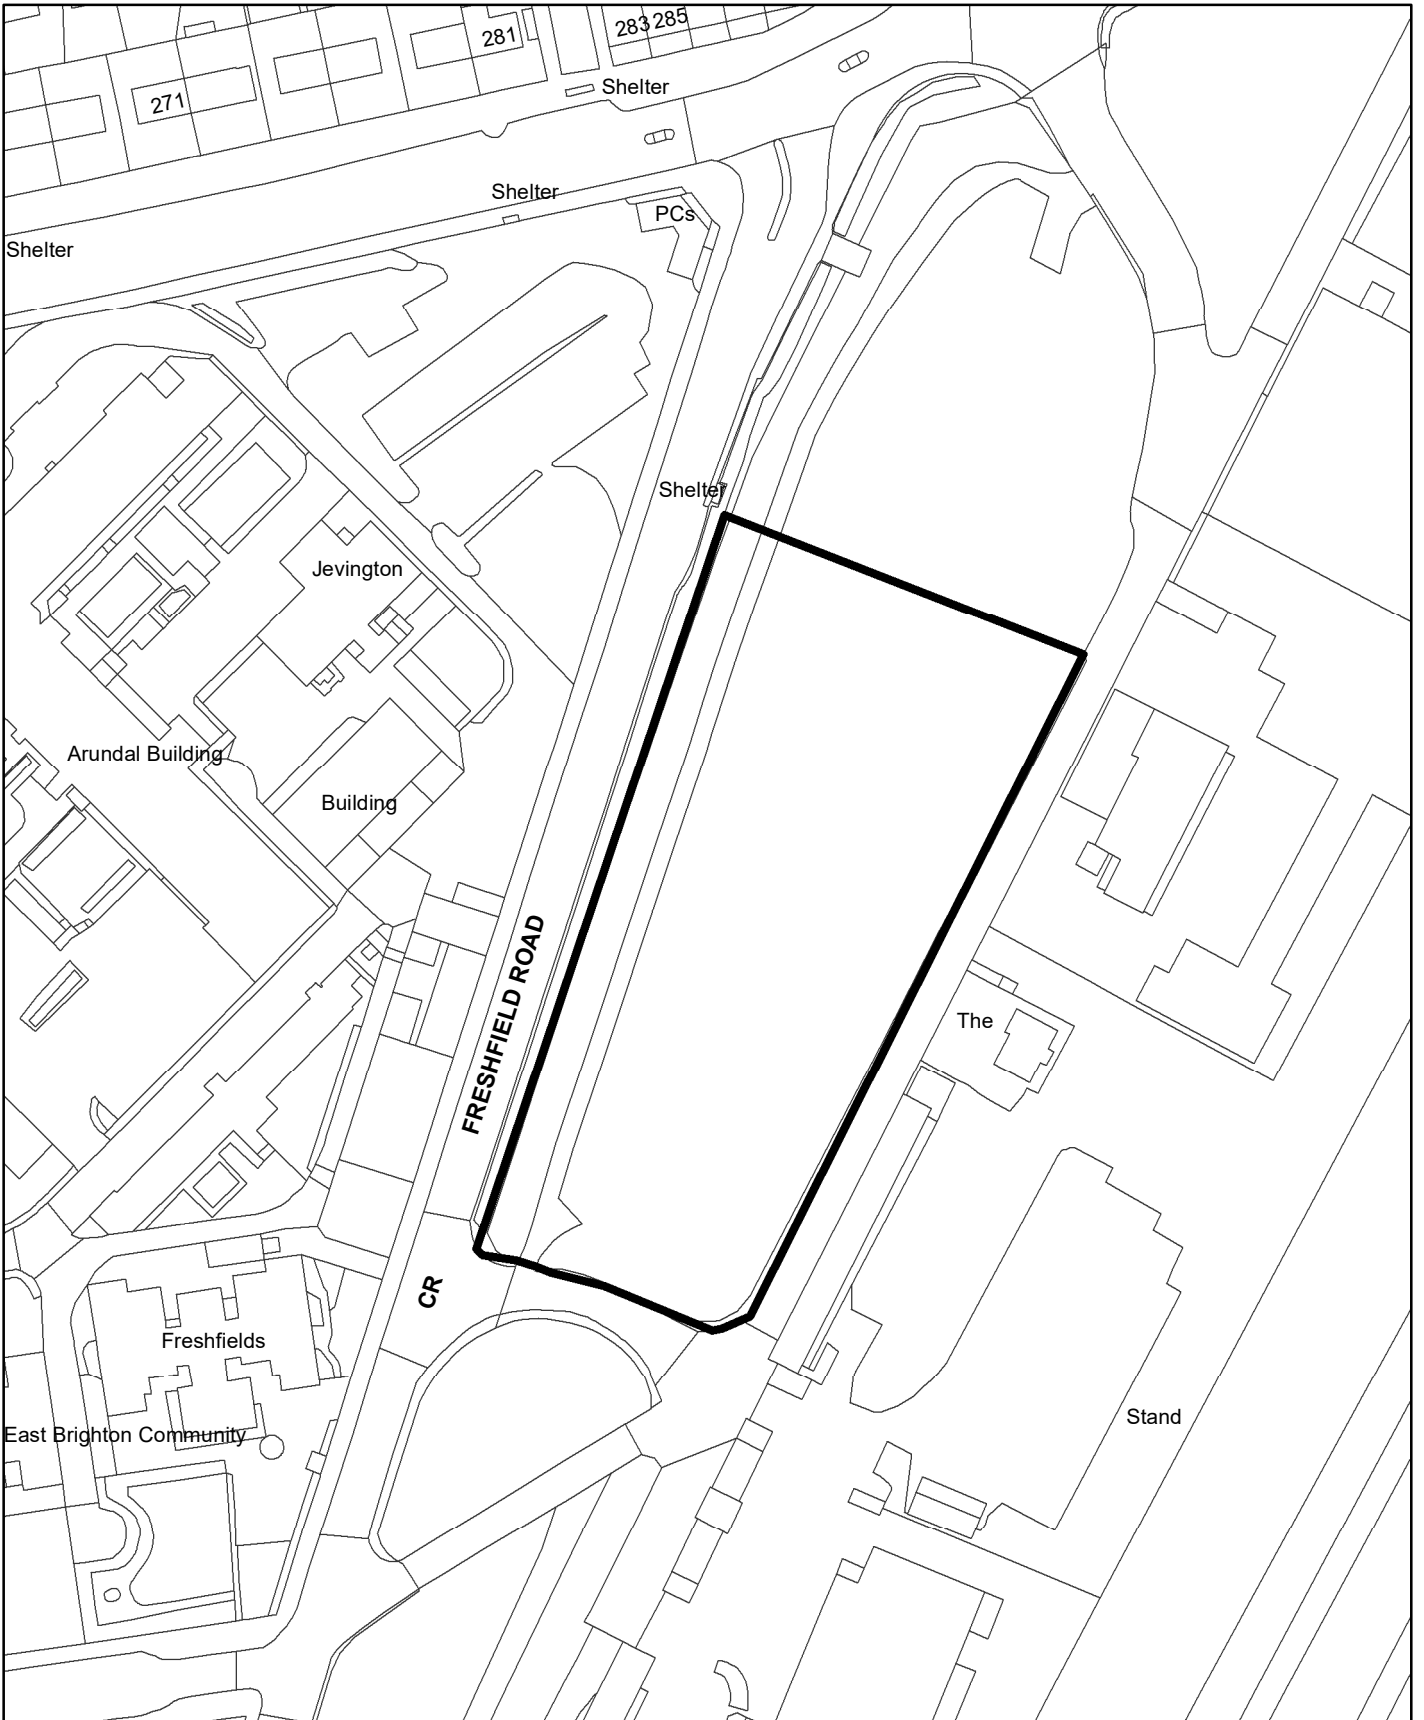 283 285
281
271
Shelter
Shelter
PCs
Shelter
Shelter
Jevington
Arundal Building
Building
FRESHFIELD ROAD
The
CR
Freshfields
Stand
East Brighton Community